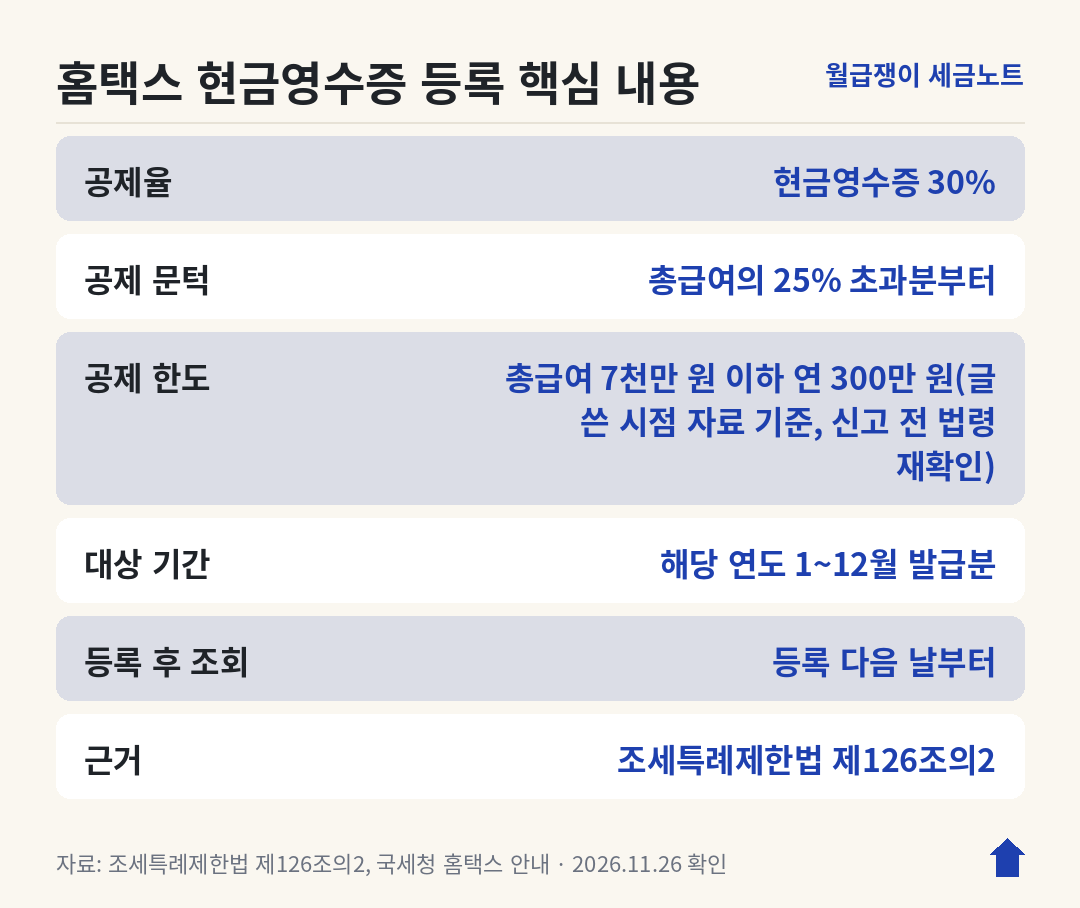 홈택스 현금영수증 등록 핵심 내용
월급쟁이 세금노트
공제율
현금영수증 30%
공제 문턱
총급여의 25% 초과분부터
공제 한도
총급여 7천만 원 이하 연 300만 원(글
쓴 시점 자료 기준, 신고 전 법령
재확인)
대상 기간
해당 연도 1~12월 발급분
등록 후 조회
등록 다음 날부터
근거
조세특례제한법 제126조의2
자료: 조세특례제한법 제126조의2, 국세청 홈택스 안내 · 2026.11.26 확인